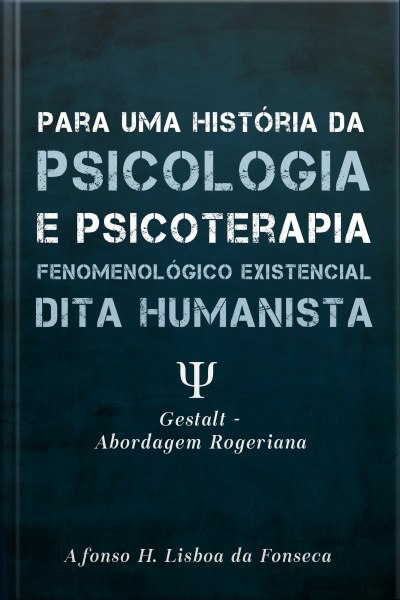 PARA UMA HISTÓRIA DA
PSICOLOGIA
E PSICOTERAPIA
FENOMENOLÓGICO EXISTENCIAL
DITA HUMANISTA
Ψ
Gestalt -
Abordagem Rogeriana
Afonso H. Lisboa da Fonseca